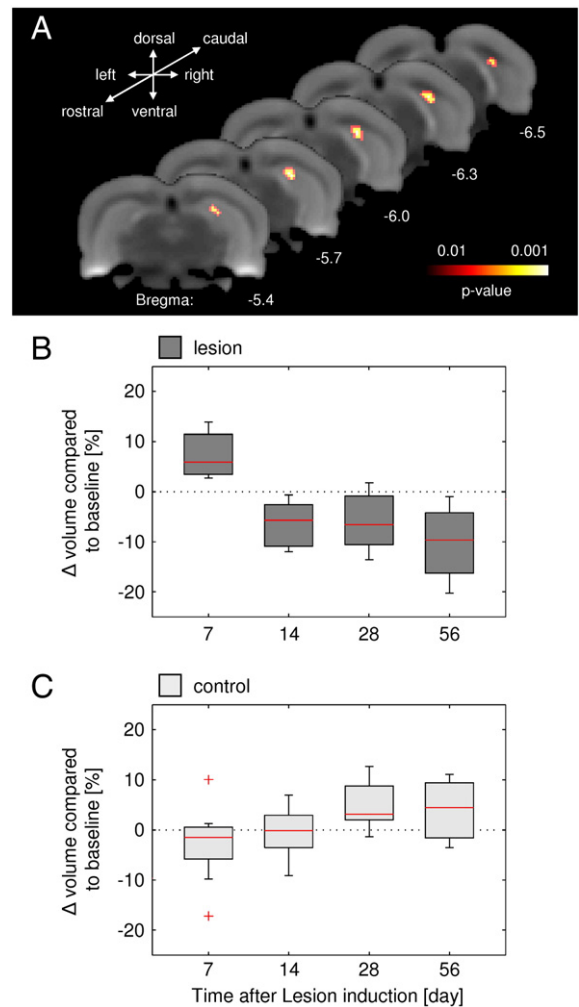 A
dorsal
caudal
left
right
rostral
ventral
-6.5
-6.3
-6.0
-5.7
Bregma: -5.4
0.01 0.001
p-value
B
lesion
Δ volume compared
to baseline [%]
20
10
0
-10
-20
7 14 28 56
C
control
Δ volume compared
to baseline [%]
20
10
0
-10
-20
7 14 28 56
Time after Lesion induction [day]